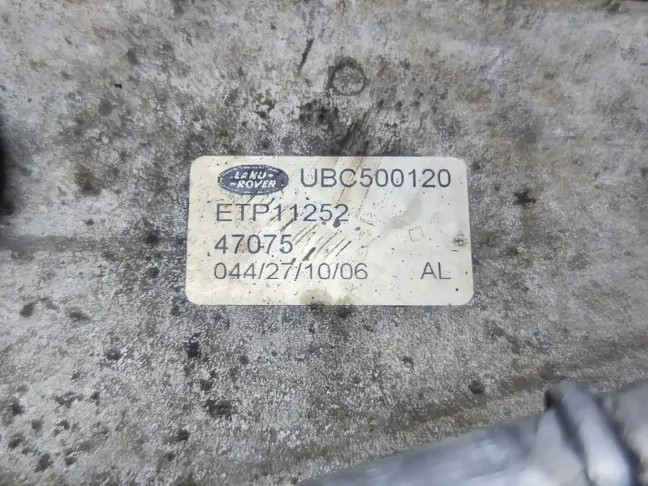 LAND-
-ROVER UBC500120
ETP11252
47075
044/27/10/06 AL